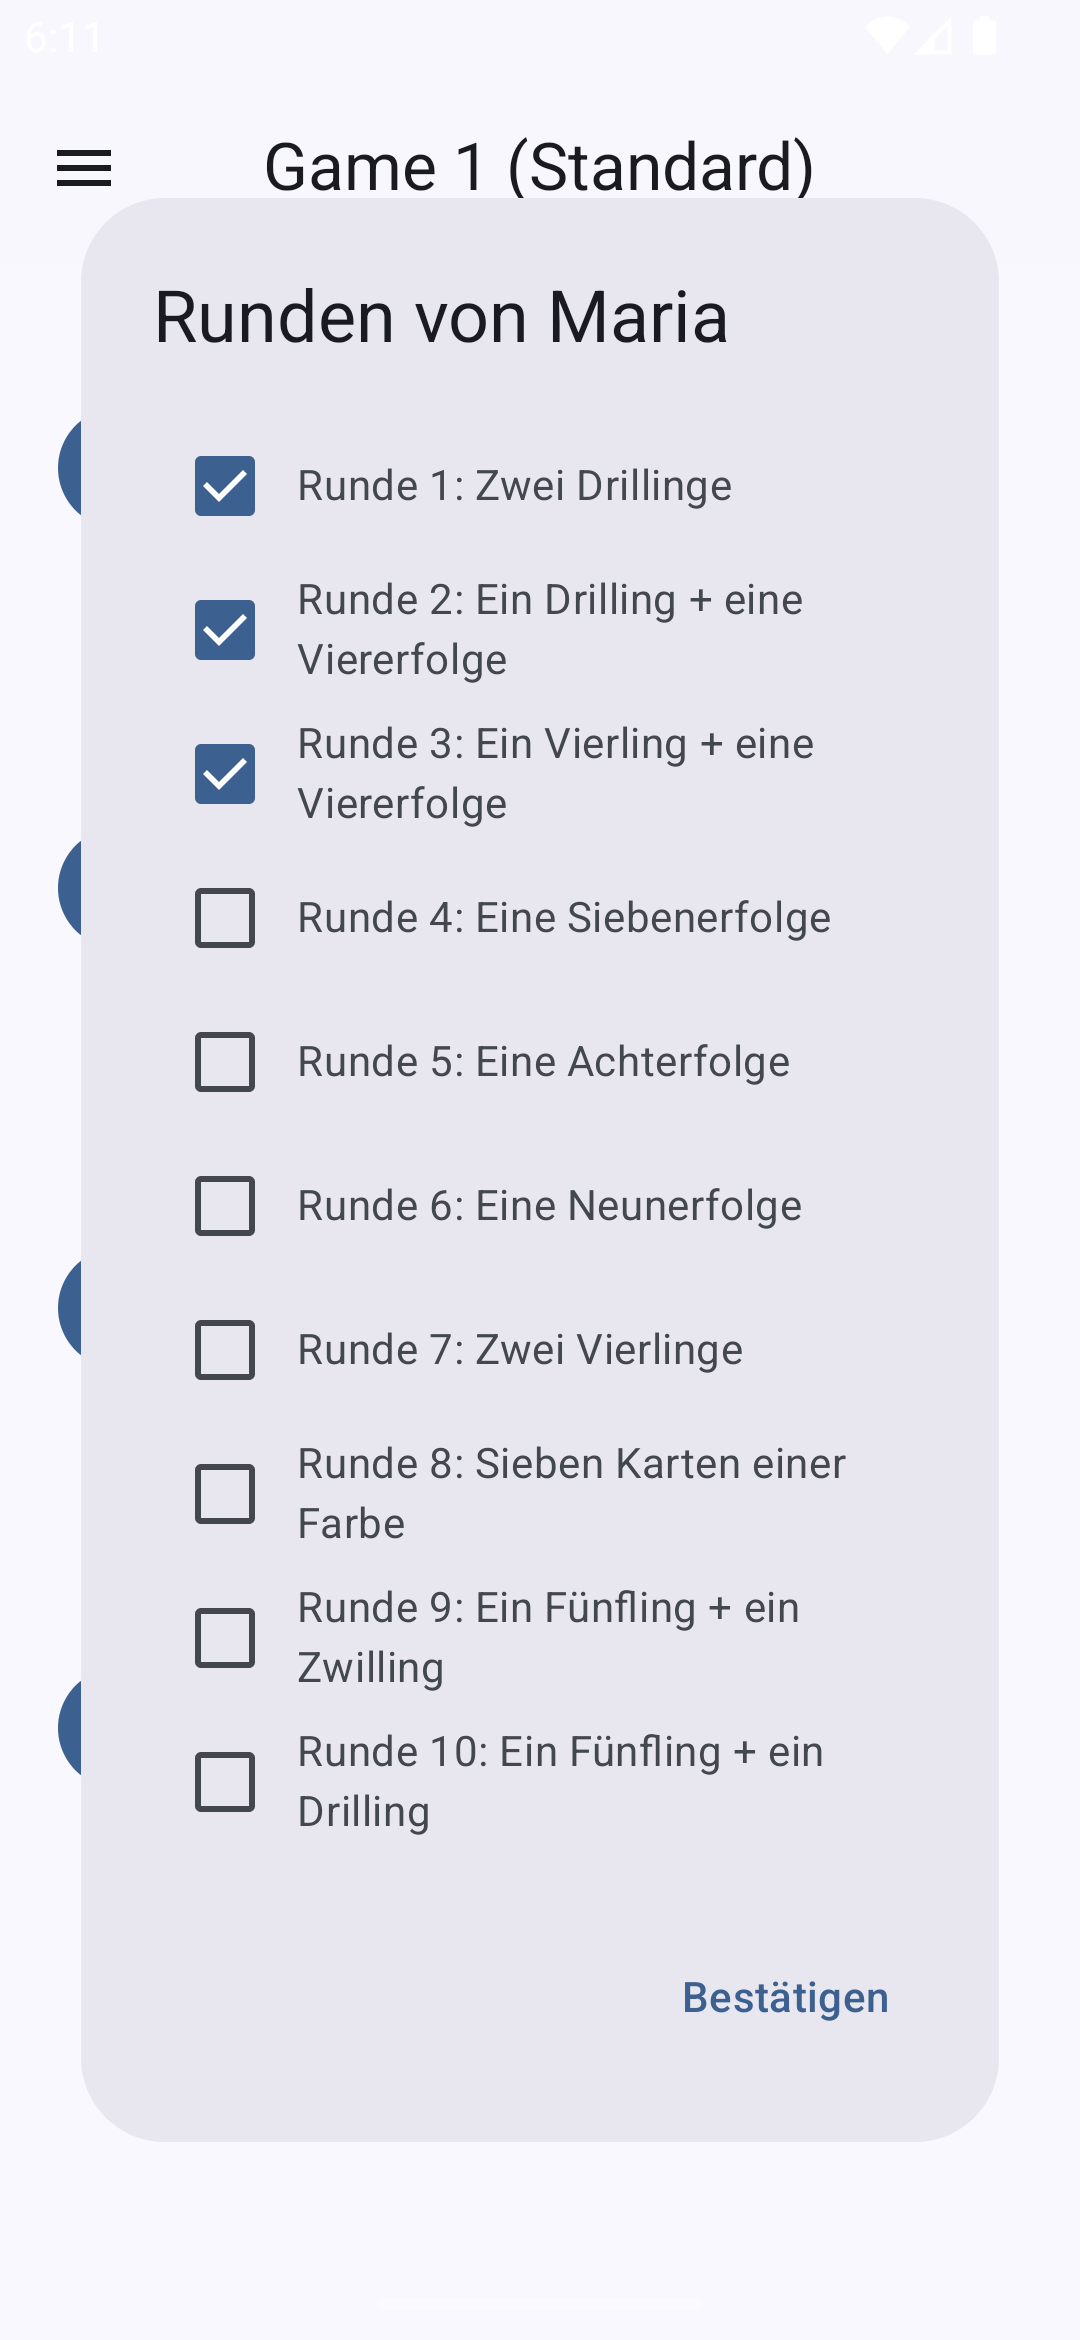 6:11
Game 1 (Standard)
Runden von Maria
Runde 1: Zwei Drillinge
Runde 2: Ein Drilling + eine
Viererfolge
Runde 3: Ein Vierling + eine
Viererfolge
Runde 4: Eine Siebenerfolge
Runde 5: Eine Achterfolge
Runde 6: Eine Neunerfolge
Runde 7: Zwei Vierlinge
Runde 8: Sieben Karten einer
Farbe
Runde 9: Ein Fünfling + ein
Zwilling
Runde 10: Ein Fünfling + ein
Drilling
Bestätigen